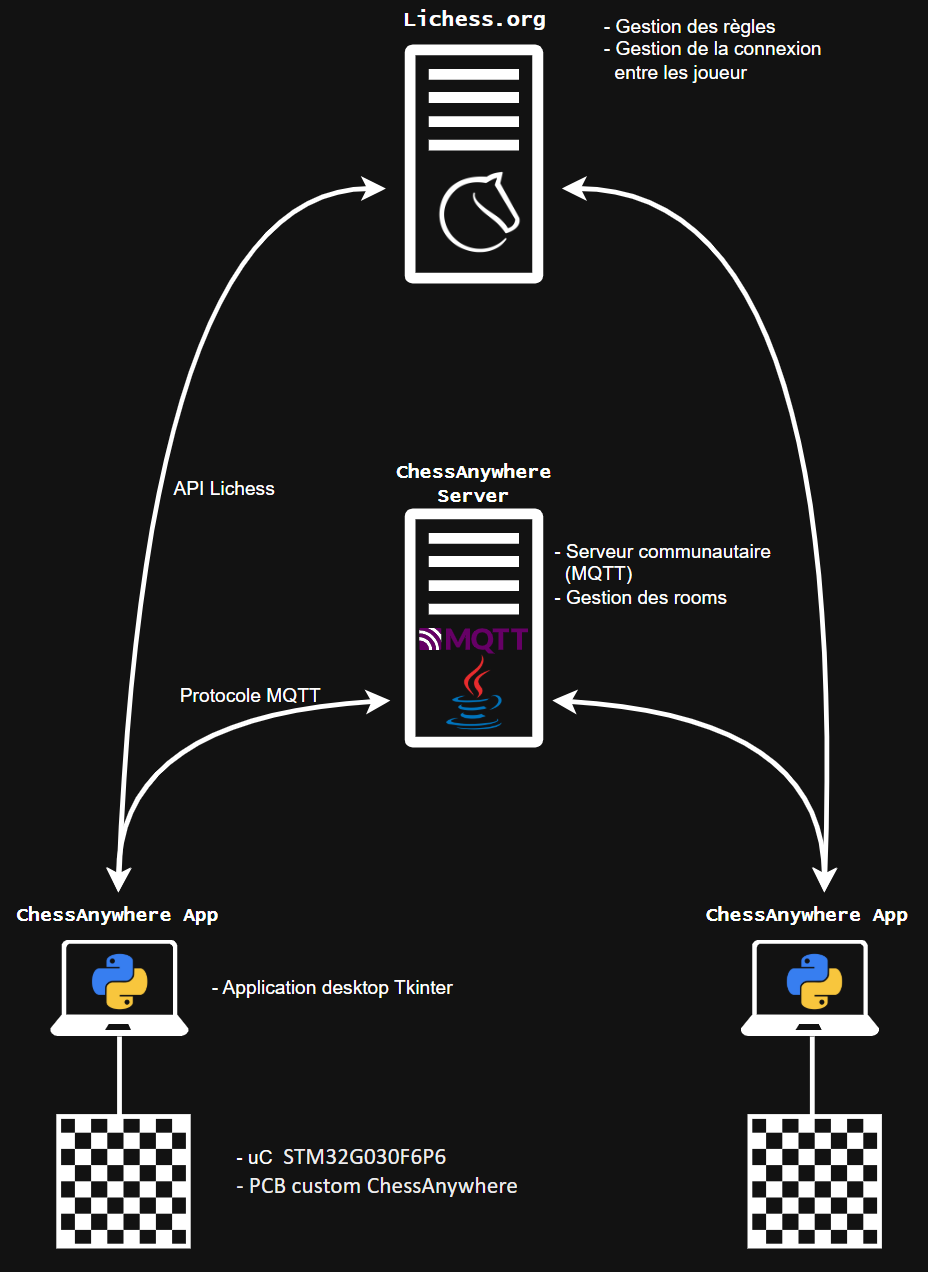 Lichess.org
- Gestion des règles
- Gestion de la connexion
entre les joueur
API Lichess
ChessAnywhere
Server
- Serveur communautaire
(MQTT)
- Gestion des rooms
MQTT
Protocole MQTT
ChessAnywhere App
ChessAnywhere App
- Application desktop Tkinter
- uC STM32G030F6P6
- PCB custom ChessAnywhere